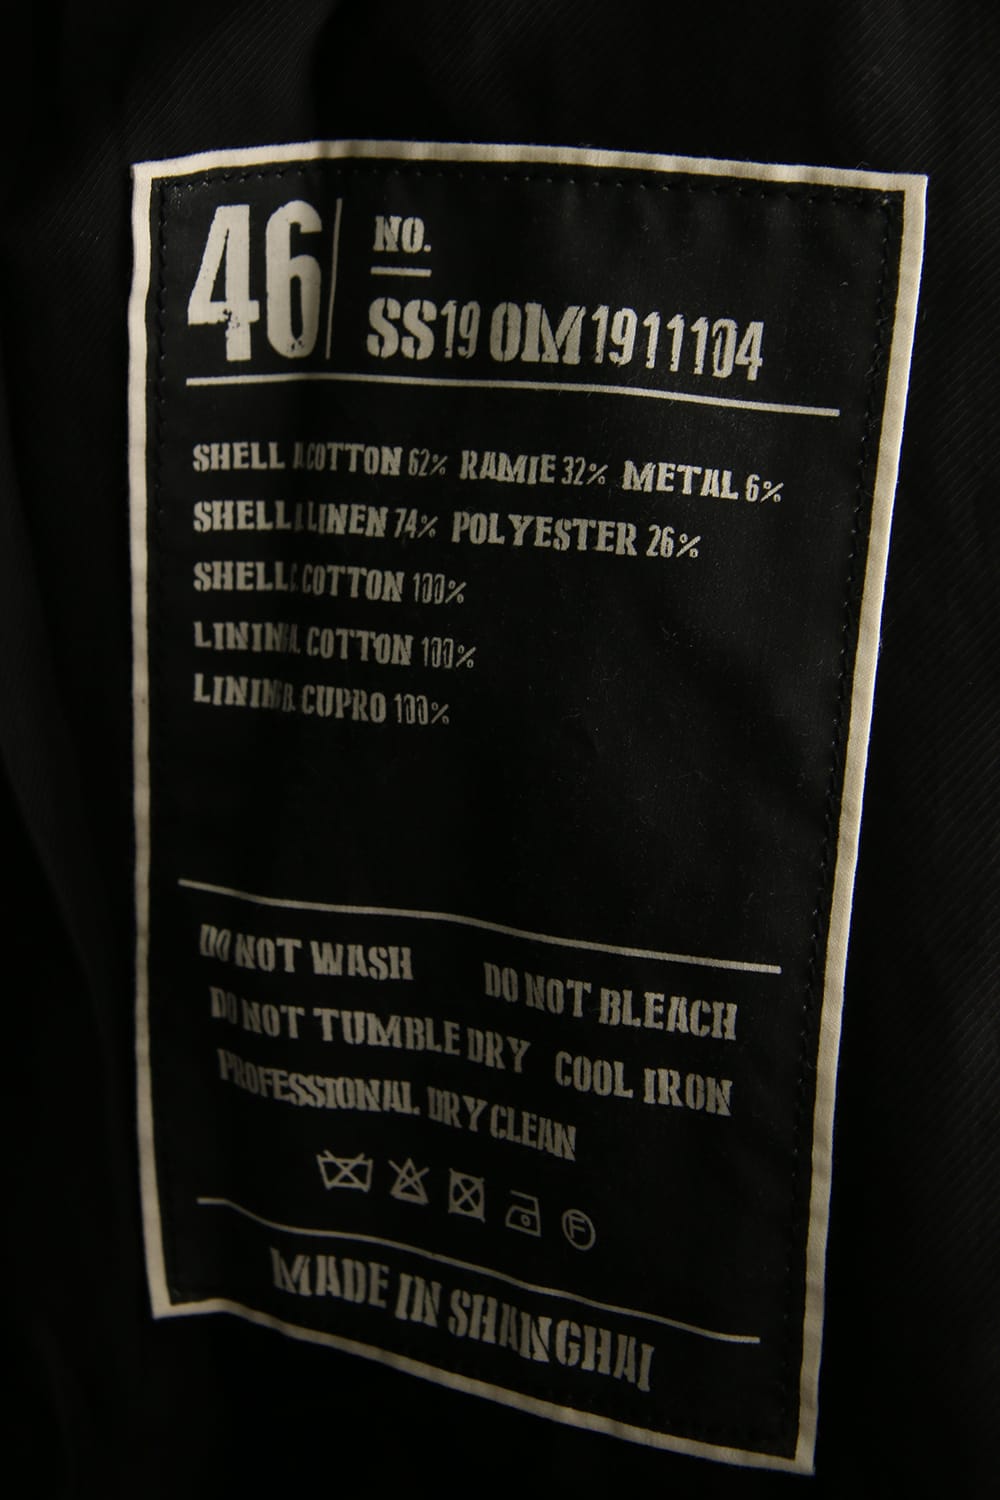 46 NO.
SS19 OM1911104
SHELL A.COTTON 62% RAMIE 32% METAL 6%
SHELL LINEN 74% POLYESTER 26%
SHELL C COTTON 100%
LINING A. COTTON 100%
LINING B. CUPRO 100%
DO NOT WASH DO NOT BLEACH
DO NOT TUMBLE DRY COOL IRON
PROFESSIONAL DRY CLEAN
F
MADE IN SHANGHAI